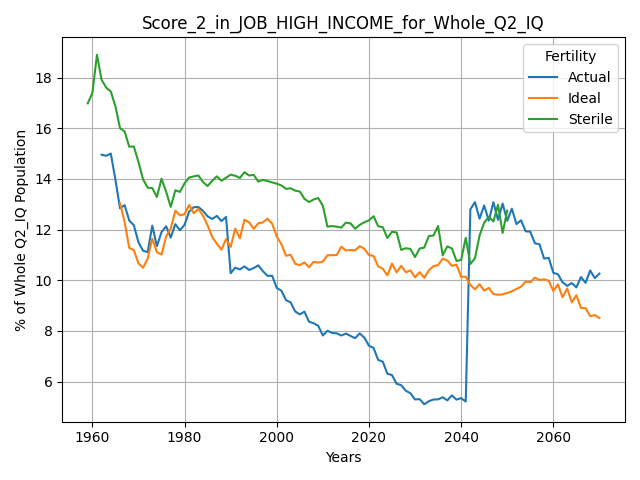 Score_2_in_JOB_HIGH_INCOME_for_Whole_Q2_IQ
Fertility
Actual
Ideal
Sterile
% of Whole Q2_IQ Population
18
16
14
12
10
8
6
1960 1980 2000 2020 2040 2060
Years